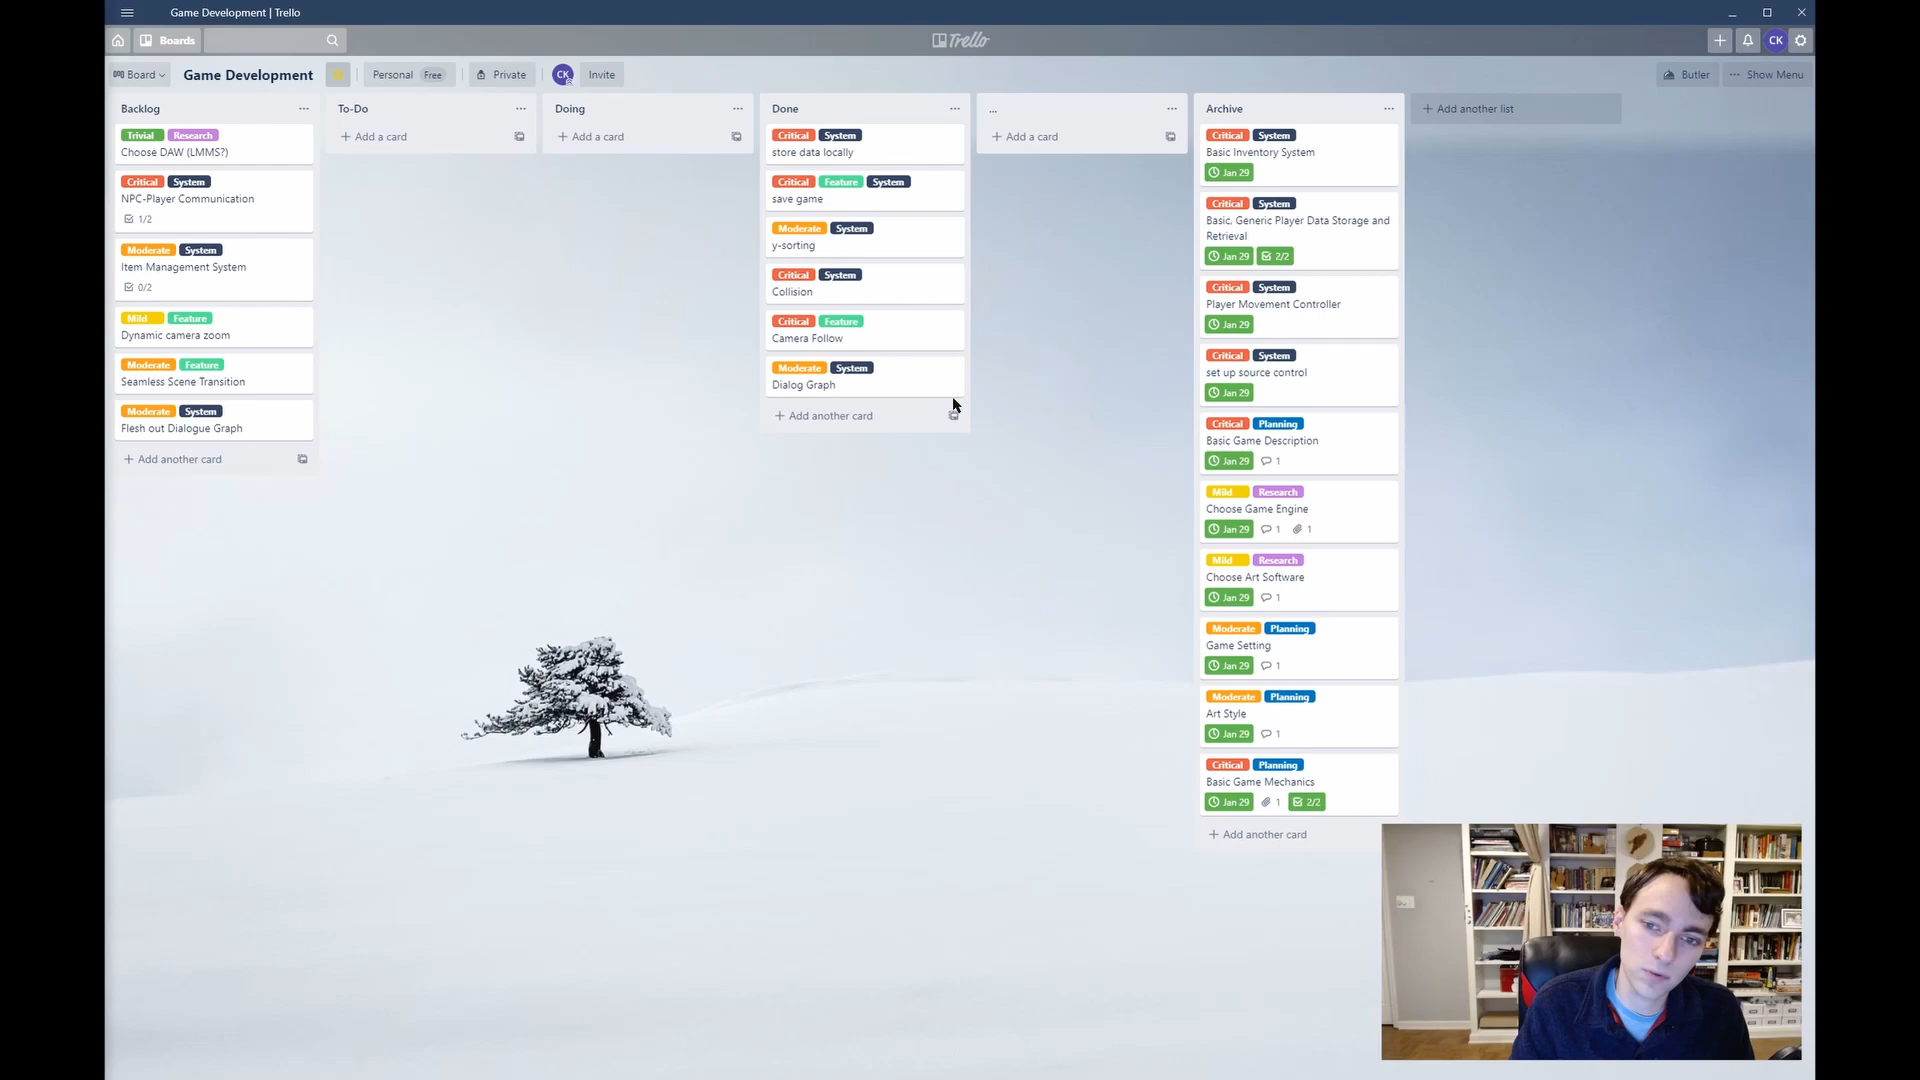 Game Development | Trello
Boards
Trello
CK
Board
Game Development
Personal Free
Private
CK
Invite
Butler
... Show Menu
Backlog
Trivial Research
Choose DAW (LMMS?)
Critical System
NPC-Player Communication
1/2
Moderate System
Item Management System
0/2
Mild Feature
Dynamic camera zoom
Moderate Feature
Seamless Scene Transition
Moderate System
Flesh out Dialogue Graph
+ Add another card
To-Do
+ Add a card
Doing
+ Add a card
Done
Critical System
store data locally
Critical Feature System
save game
Moderate System
y-sorting
Critical System
Collision
Critical Feature
Camera Follow
Moderate System
Dialog Graph
+ Add another card
...
+ Add a card
Archive
Critical System
Basic Inventory System
Jan 29
Critical System
Basic, Generic Player Data Storage and
Retrieval
Jan 29 2/2
Critical System
Player Movement Controller
Jan 29
Critical System
set up source control
Jan 29
Critical Planning
Basic Game Description
Jan 29 1
Mild Research
Choose Game Engine
Jan 29 1 1
Mild Research
Choose Art Software
Jan 29 1
Moderate Planning
Game Setting
Jan 29 1
Moderate Planning
Art Style
Jan 29 1
Critical Planning
Basic Game Mechanics
Jan 29 1 2/2
+ Add another card
+ Add another list